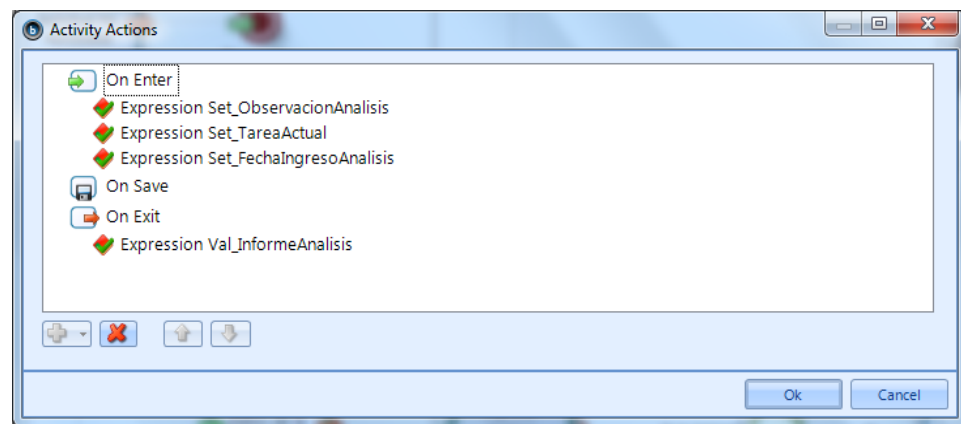 Activity Actions
On Enter
Expression Set_ObservacionAnalisis
Expression Set_TareaActual
Expression Set_FechaIngresoAnalisis
On Save
On Exit
Expression Val_InformeAnalisis
Ok Cancel